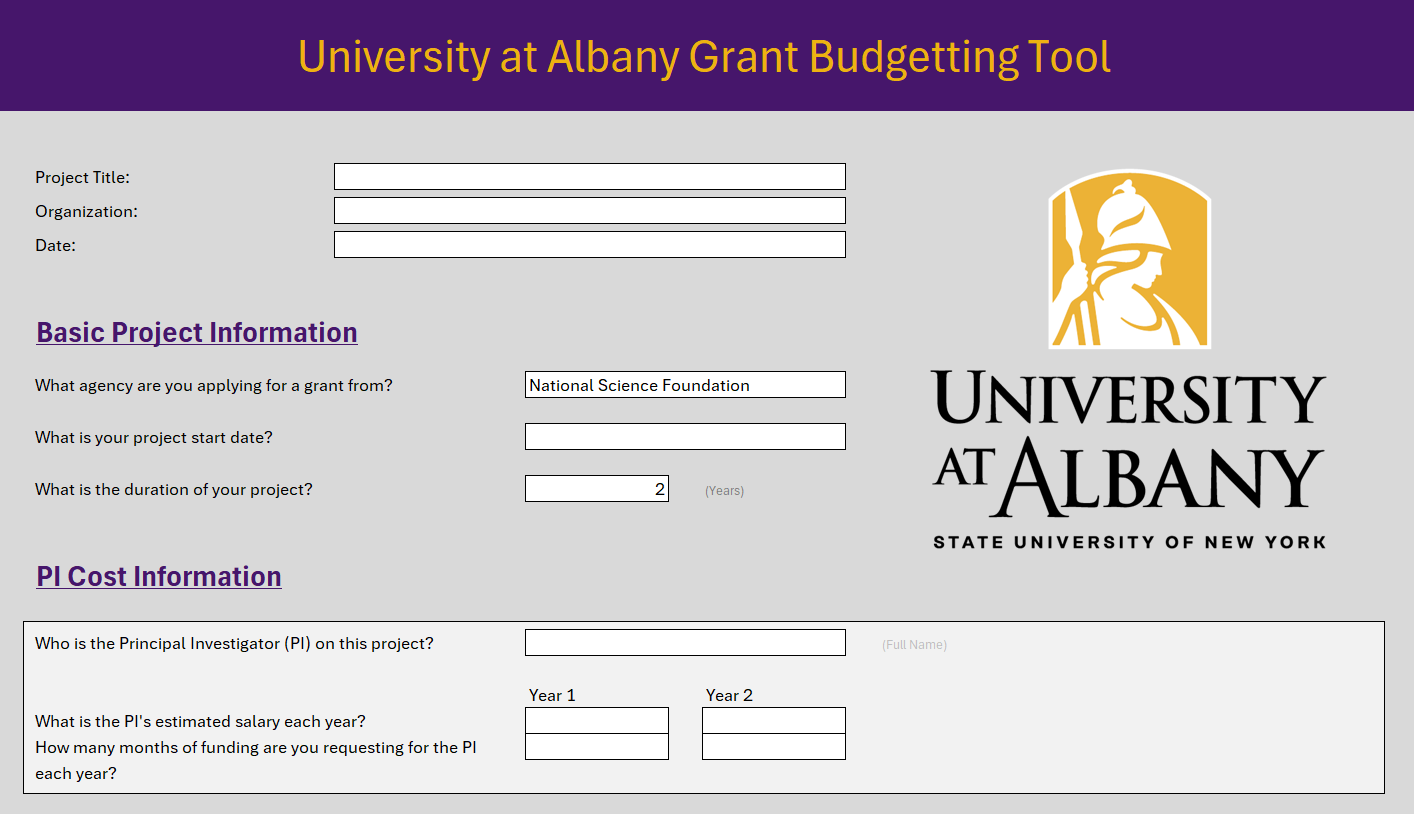 University at Albany Grant Budgetting Tool
Project Title:
Organization:
Date:
Basic Project Information
What agency are you applying for a grant from? National Science Foundation
What is your project start date?
What is the duration of your project? 2 (Years)
UNIVERSITY
AT ALBANY
STATE UNIVERSITY OF NEW YORK
PI Cost Information
Who is the Principal Investigator (PI) on this project? (Full Name)
Year 1 Year 2
What is the PI's estimated salary each year?
How many months of funding are you requesting for the PI
each year?